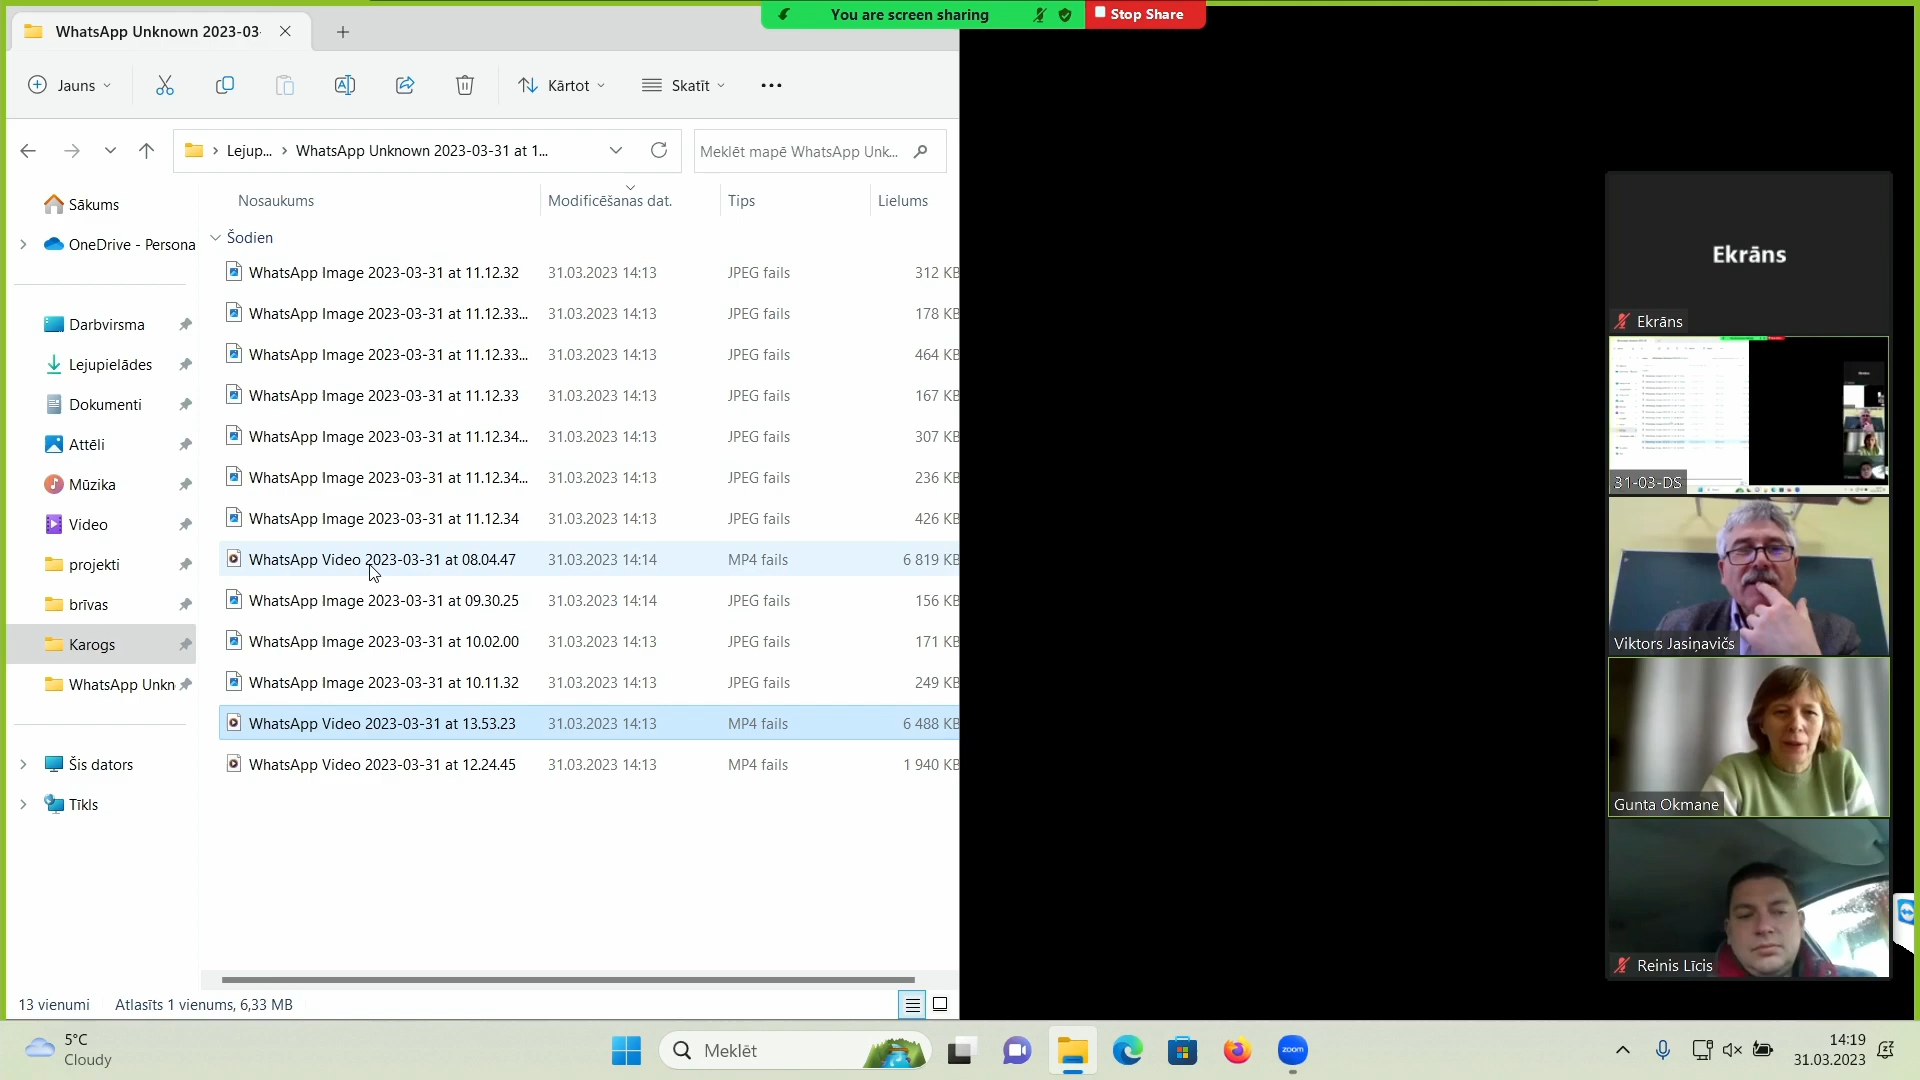 WhatsApp Unknown 2023-03-
You are screen sharing
Stop Share
Jauns
Kārtot
Skatīt
Lejup...
WhatsApp Unknown 2023-03-31 at 1...
Meklēt mapē WhatsApp Unk...
Nosaukums Modificēšanas dat. Tips Lielums
Šodien
WhatsApp Image 2023-03-31 at 11.12.32 31.03.2023 14:13 JPEG fails 312 KB
WhatsApp Image 2023-03-31 at 11.12.33... 31.03.2023 14:13 JPEG fails 178 KB
WhatsApp Image 2023-03-31 at 11.12.33... 31.03.2023 14:13 JPEG fails 464 KB
WhatsApp Image 2023-03-31 at 11.12.33 31.03.2023 14:13 JPEG fails 167 KB
WhatsApp Image 2023-03-31 at 11.12.34... 31.03.2023 14:13 JPEG fails 307 KB
WhatsApp Image 2023-03-31 at 11.12.34... 31.03.2023 14:13 JPEG fails 236 KB
WhatsApp Image 2023-03-31 at 11.12.34 31.03.2023 14:13 JPEG fails 426 KB
WhatsApp Video 2023-03-31 at 08.04.47 31.03.2023 14:14 MP4 fails 6 819 KB
WhatsApp Image 2023-03-31 at 09.30.25 31.03.2023 14:14 JPEG fails 156 KB
WhatsApp Image 2023-03-31 at 10.02.00 31.03.2023 14:13 JPEG fails 171 KB
WhatsApp Image 2023-03-31 at 10.11.32 31.03.2023 14:13 JPEG fails 249 KB
WhatsApp Video 2023-03-31 at 13.53.23 31.03.2023 14:13 MP4 fails 6 488 KB
WhatsApp Video 2023-03-31 at 12.24.45 31.03.2023 14:13 MP4 fails 1 940 KB
Sākums
OneDrive - Persona
Darbvirsma
Lejupielādes
Dokumenti
Attēli
Mūzika
Video
projekti
brīvas
Karogs
WhatsApp Unkn
Šis dators
Tīkls
13 vienumi Atlasīts 1 vienums, 6,33 MB
Ekrāns
Ekrāns
31-03-DS
Viktors Jasiņavičs
Gunta Okmane
Reinis Līcis
5°C
Cloudy
Meklēt
zoom
14:19
31.03.2023